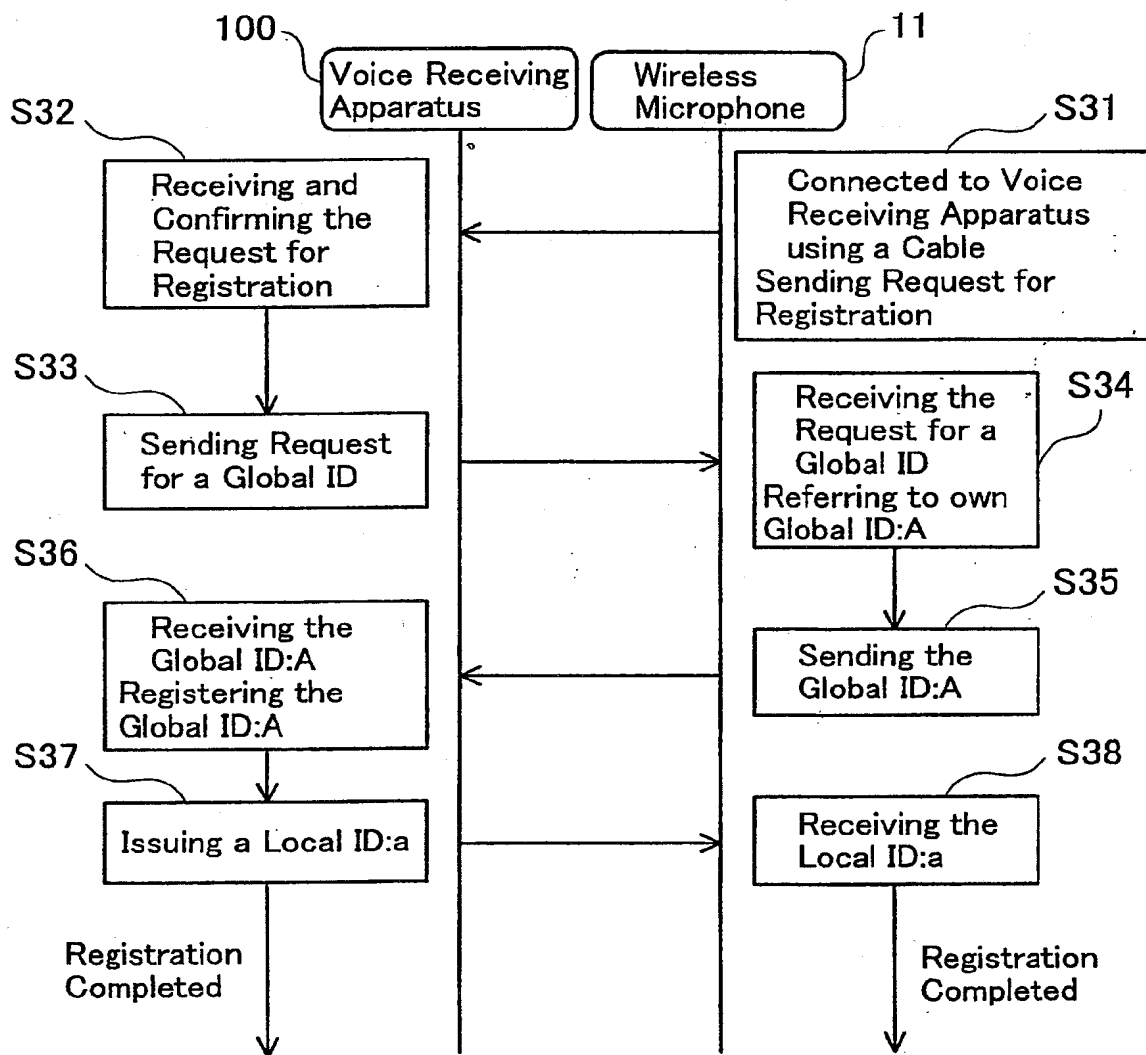 100
11
Voice Receiving
Apparatus
Wireless
Microphone
S32
S31
Receiving and
Confirming the
Request for
Registration
Connected to Voice
Receiving Apparatus
using a Cable
Sending Request for
Registration
S33
S34
Sending Request
for a Global ID
Receiving the
Request for a
Global ID
Referring to own
Global ID:A
S36
S35
Receiving the
Global ID:A
Registering the
Global ID:A
Sending the
Global ID:A
S37
S38
Issuing a Local ID:a
Receiving the
Local ID:a
Registration
Completed
Registration
Completed